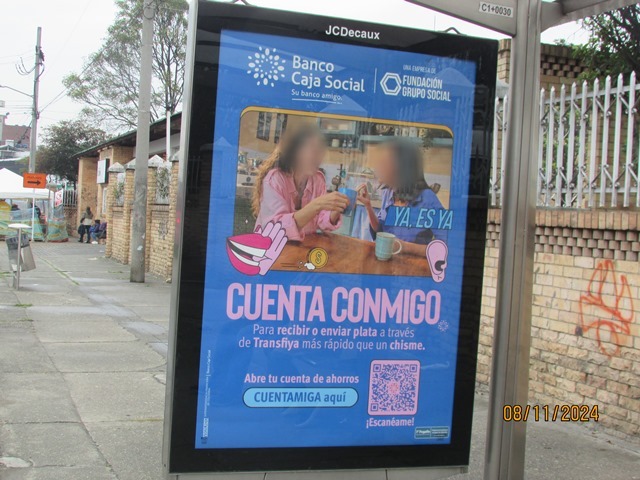 C1+0030
JCDecaux
Banco
Caja Social
Su banco amigo.
UNA EMPRESA DE
FUNDACIÓN
GRUPO SOCIAL
YA, ES YA
CUENTA CONMIGO
Para recibir o enviar plata a través
de Transfiya más rápido que un chisme.
Abre tu cuenta de ahorros
CUENTAMIGA aquí
¡Escanéame!
08/11/2024